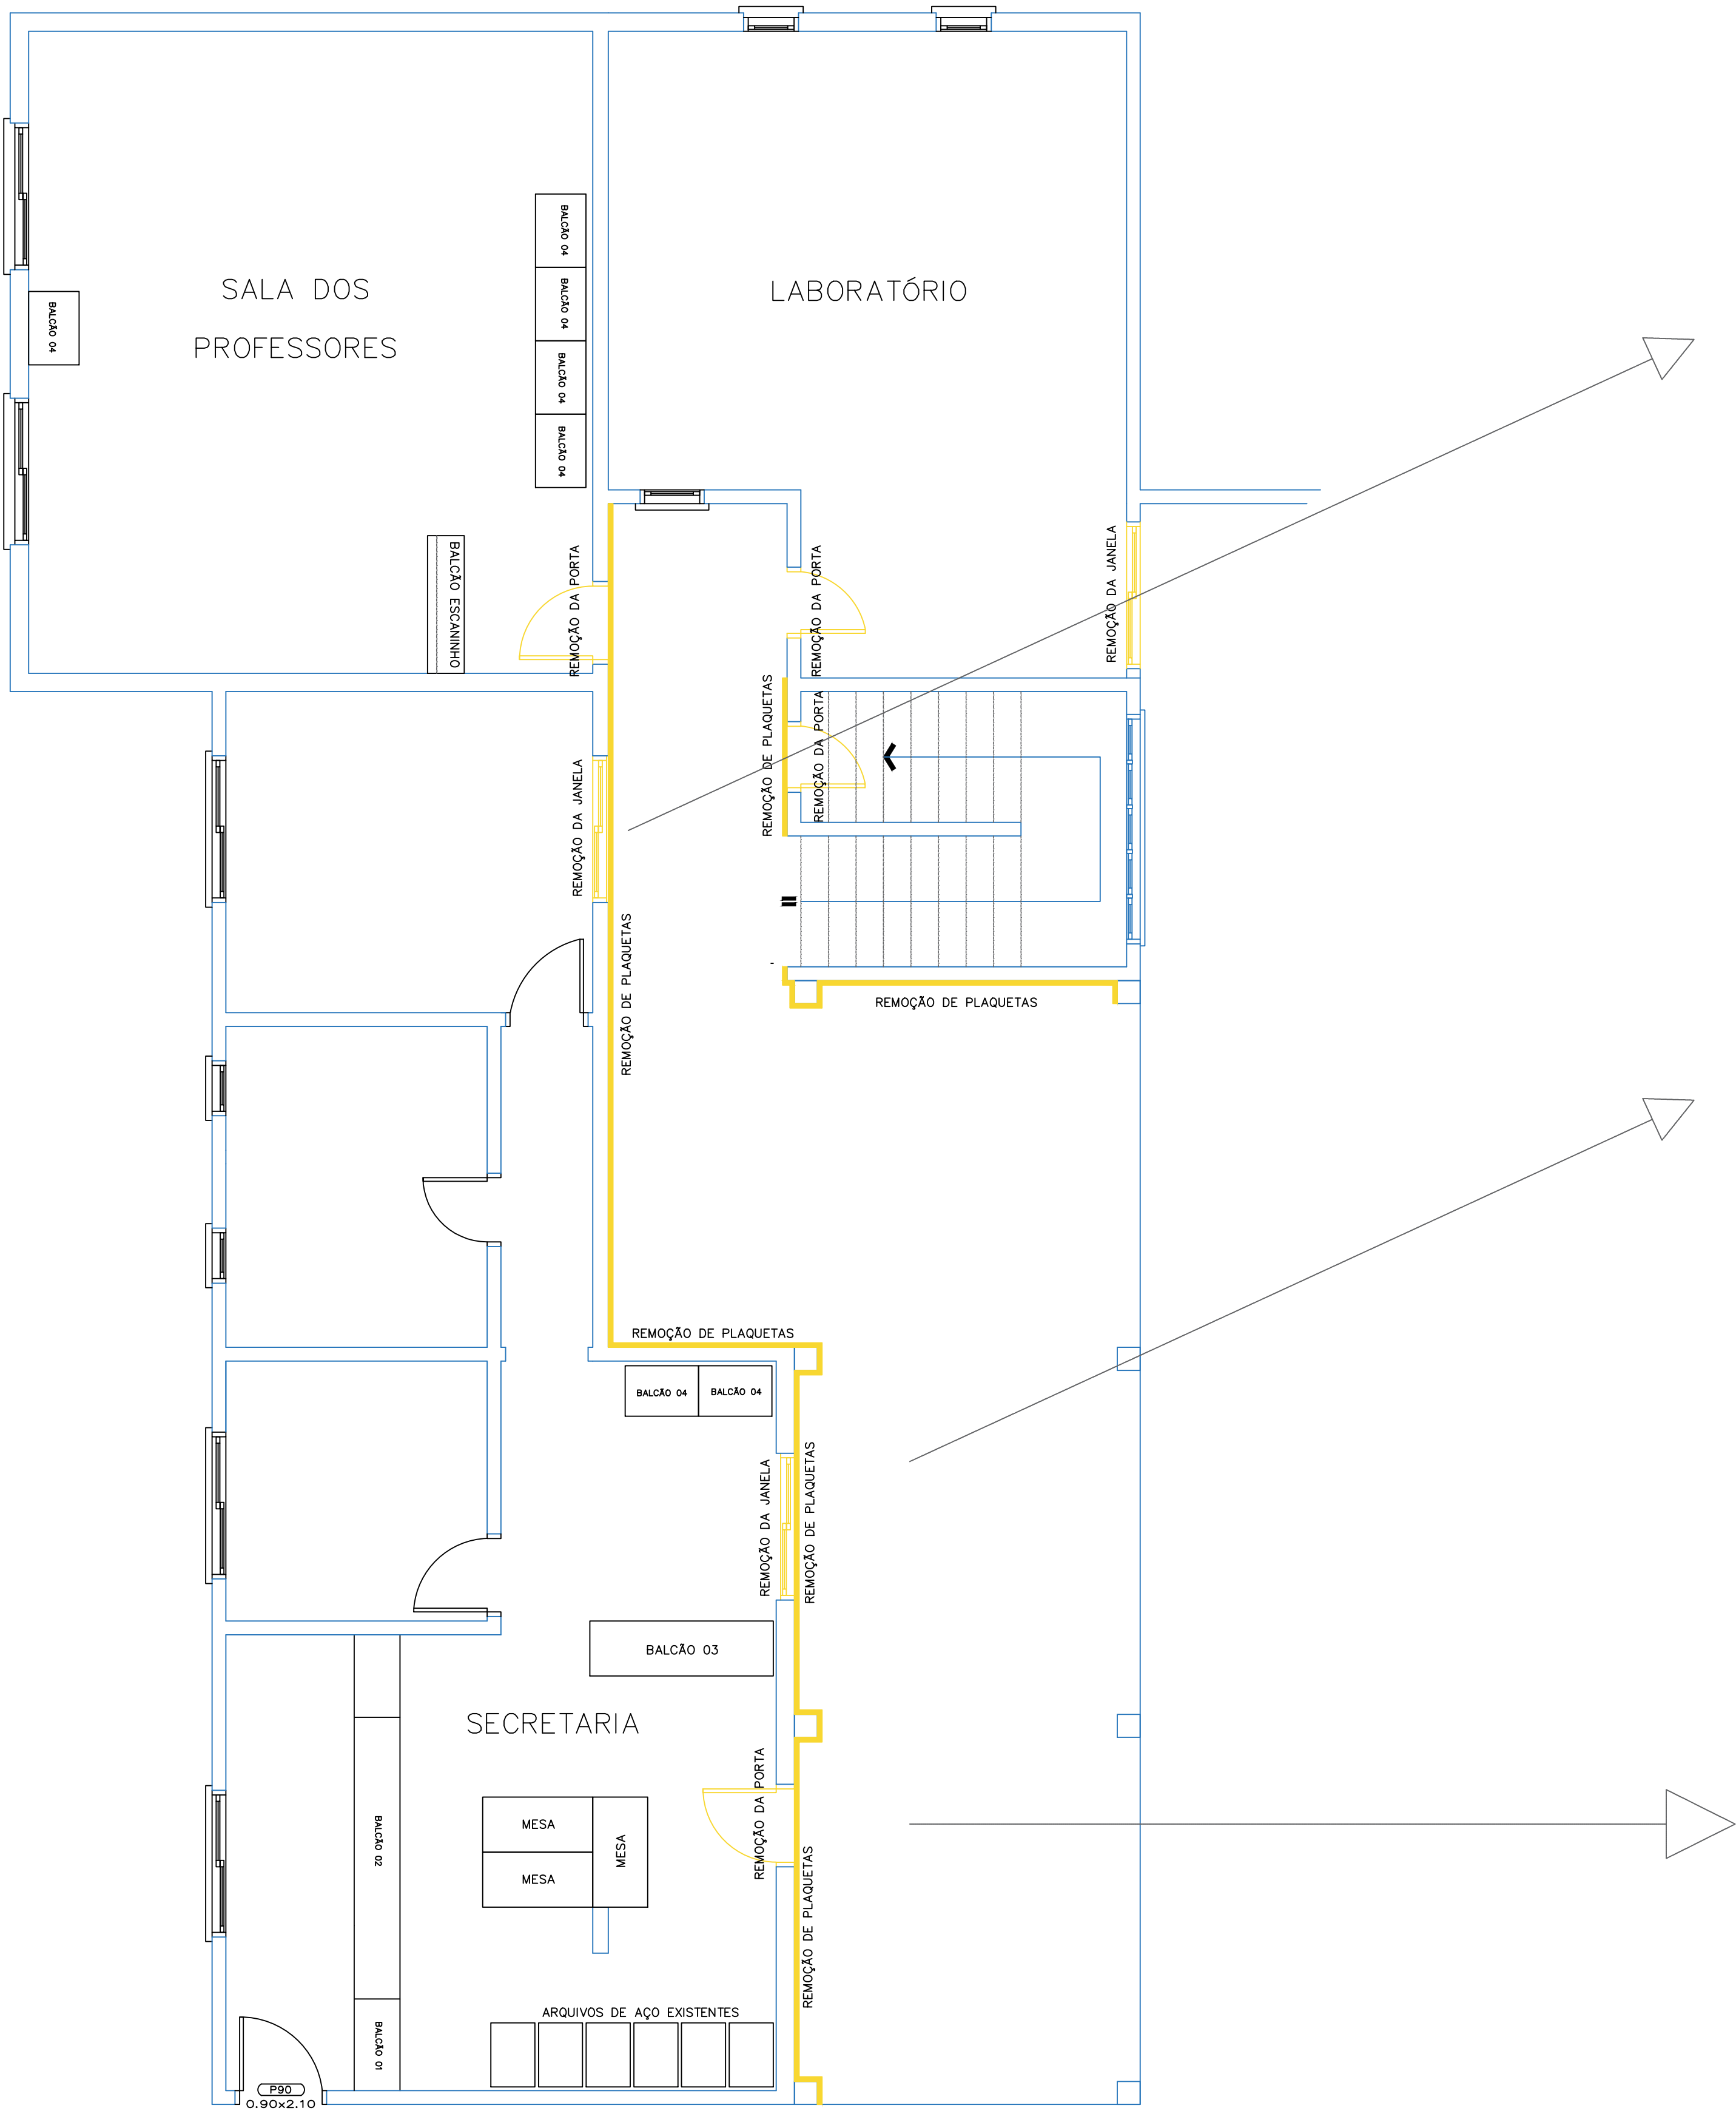 BALCÃO 04
BALCÃO 04
SALA DOS
PROFESSORES
LABORATÓRIO
BALCÃO 04
BALCÃO 04
BALCÃO 04
BALCÃO ESCANINHO
REMOÇÃO DA PORTA
REMOÇÃO DA PORTA
REMOÇÃO DA JANELA
REMOÇÃO DE PLAQUETAS
REMOÇÃO DA PORTA
REMOÇÃO DA JANELA
REMOÇÃO DE PLAQUETAS
REMOÇÃO DE PLAQUETAS
REMOÇÃO DE PLAQUETAS
BALCÃO 04
BALCÃO 04
REMOÇÃO DA JANELA
REMOÇÃO DE PLAQUETAS
BALCÃO 03
SECRETARIA
REMOÇÃO DA PORTA
MESA
MESA
MESA
BALCÃO 02
REMOÇÃO DE PLAQUETAS
ARQUIVOS DE AÇO EXISTENTES
BALCÃO 01
P90
0.90x2.10